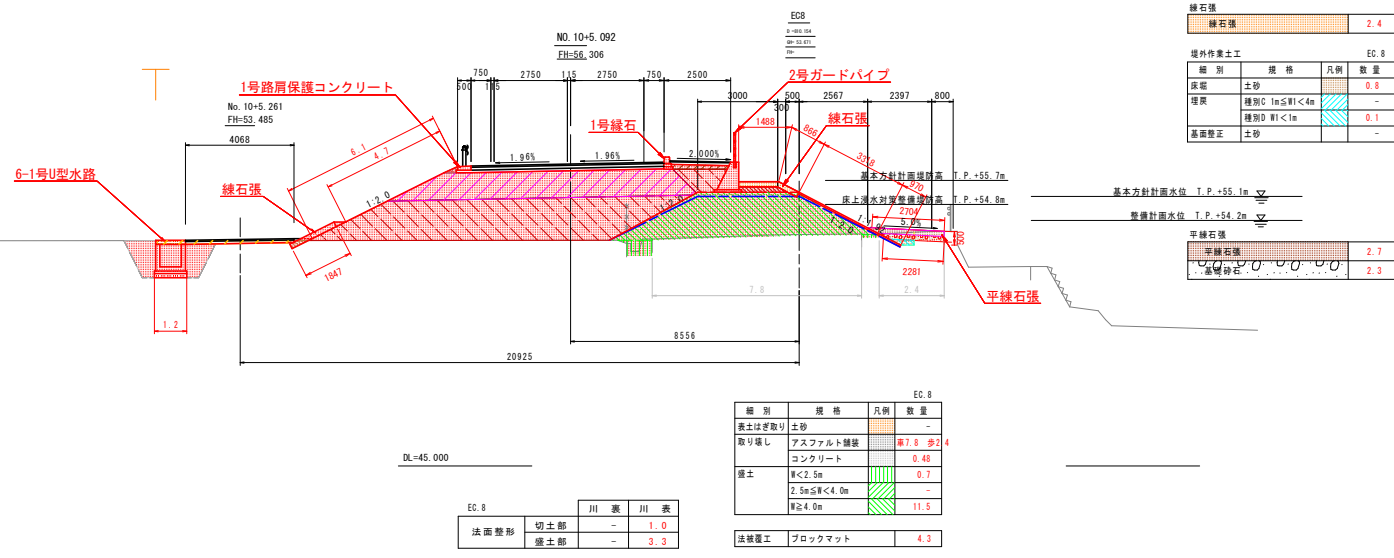 練石張
練石張 2.4
堤外作業土工 EC.8
細 別 規 格 凡例 数 量
床堀 土砂 0.8
埋戻 種別C 1m≦W1<4m -
種別D W1<1m 0.1
基面整正 土砂 -
EC8
NO.10+5.092
FH=56.306
2号ガードパイプ
1号路肩保護コンクリート
750 2750 115 2750 750 2500
500 115
3000 500 2567 2397 800
300
No.10+5.261
FH=53.485
1号縁石
1488 866 練石張
4068
6.1
4.7
1.96% 1.96% 2.000%
3318
970
6-1号U型水路
練石張
1:2.0
1:2.0
基本方針計画堤防高 T.P.+55.7m
床上浸水対策整備堤防高 T.P.+54.8m
基本方針計画水位 T.P.+55.1m
整備計画水位 T.P.+54.2m
2704
5.0%
1:2.0
500
平練石張
平練石張 2.7
基礎砕石 2.3
1847
2281
7.8 2.4
平練石張
1.2
8556
20925
DL=45.000
EC.8
細 別 規 格 凡例 数 量
表土はぎ取り 土砂 -
取り壊し アスファルト舗装 車7.8 歩2.4
コンクリート 0.48
盛土 W<2.5m 0.7
2.5m≦W<4.0m -
W≧4.0m 11.5
法被覆工 ブロックマット 4.3
EC.8 川 裏 川 表
法面整形 切土部 - 1.0
盛土部 - 3.3